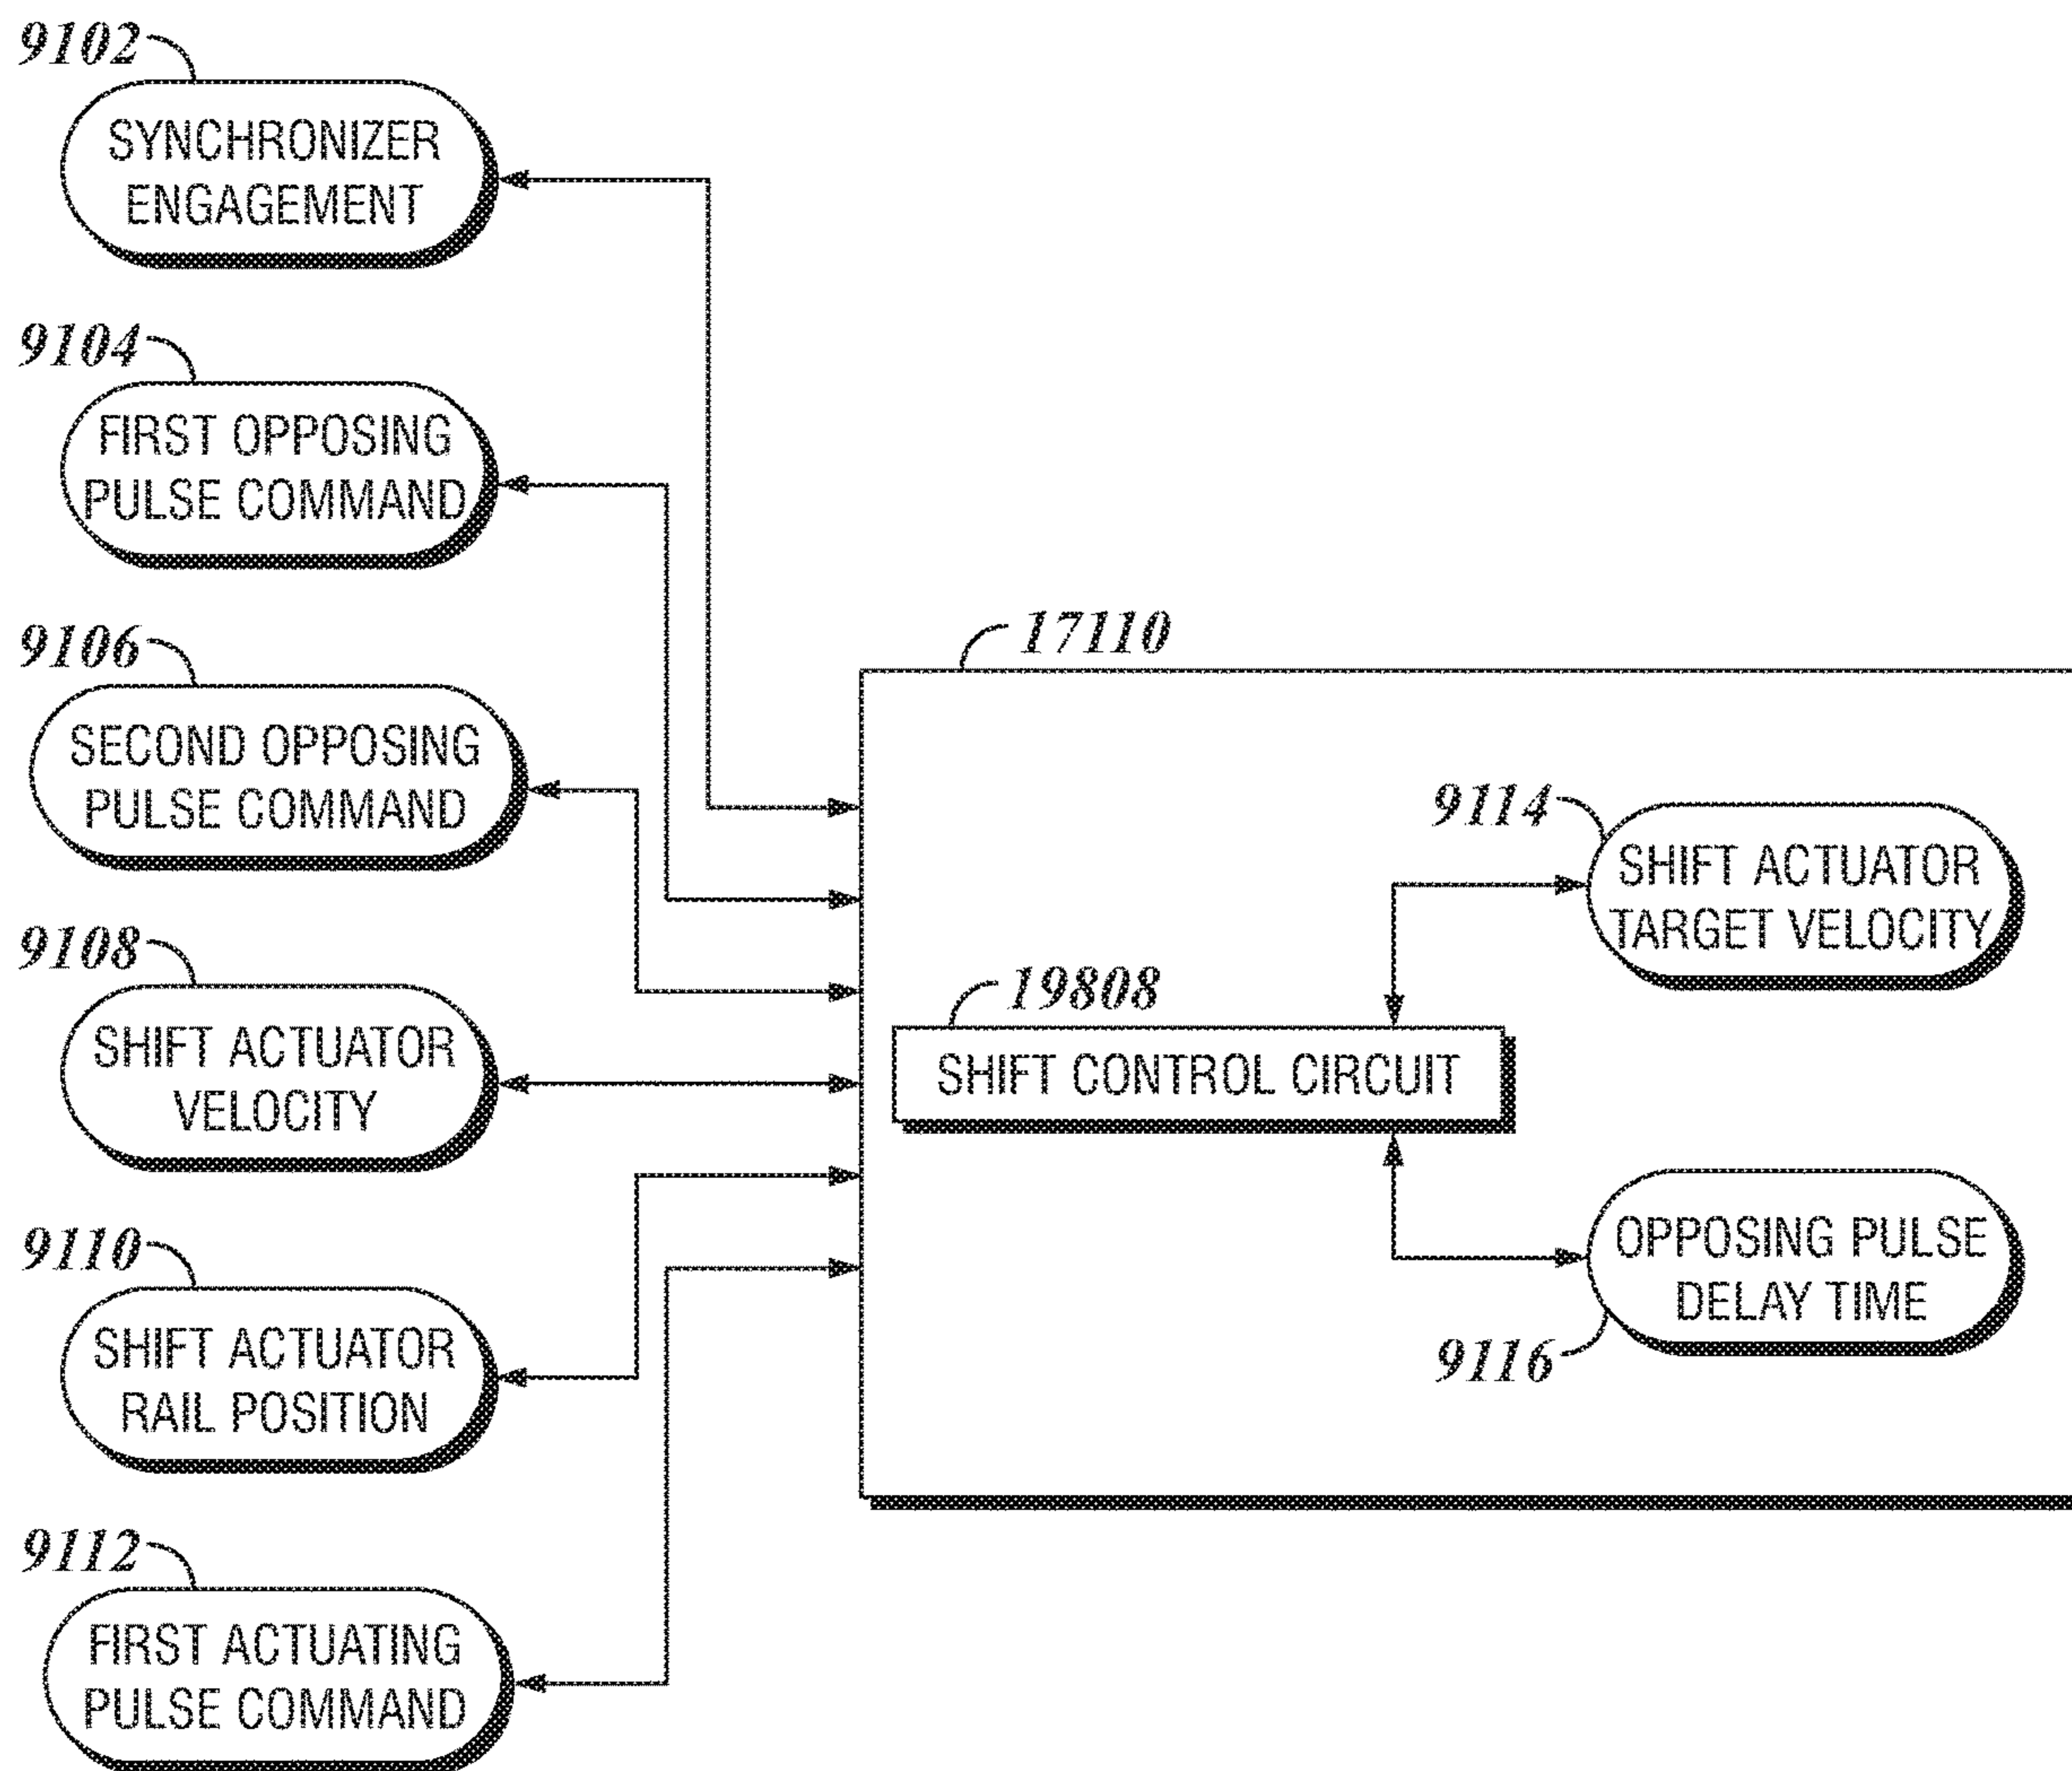 9102
SYNCHRONIZER
ENGAGEMENT
9104
FIRST OPPOSING
PULSE COMMAND
9106
SECOND OPPOSING
PULSE COMMAND
9108
SHIFT ACTUATOR
VELOCITY
9110
SHIFT ACTUATOR
RAIL POSITION
9112
FIRST ACTUATING
PULSE COMMAND
17110
9114
SHIFT ACTUATOR
TARGET VELOCITY
19808
SHIFT CONTROL CIRCUIT
OPPOSING PULSE
DELAY TIME
9116